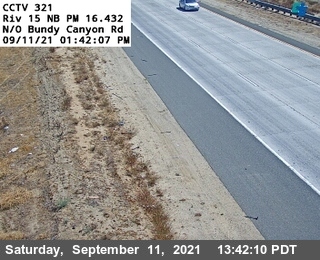 CCTV 321
Riv 15 NB PM 16.432
N/O Bundy Canyon Rd
09/11/21 01:42:07 PM
Saturday, September 11, 2021 13:42:10 PDT